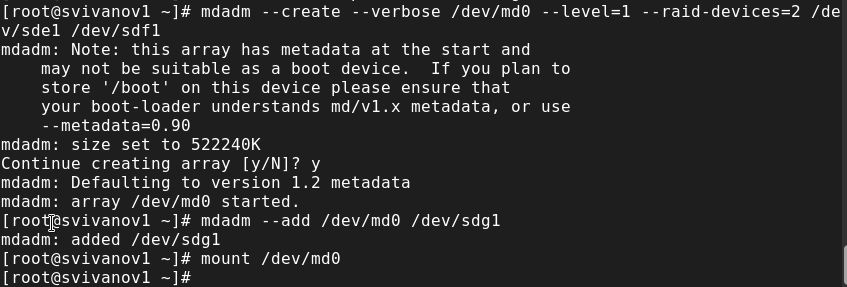 [root@svivanov1 ~]# mdadm --create --verbose /dev/md0 --level=1 --raid-devices=2 /de
v/sde1 /dev/sdf1
mdadm: Note: this array has metadata at the start and
    may not be suitable as a boot device.  If you plan to
    store '/boot' on this device please ensure that
    your boot-loader understands md/v1.x metadata, or use
    --metadata=0.90
mdadm: size set to 522240K
Continue creating array [y/N]? y
mdadm: Defaulting to version 1.2 metadata
mdadm: array /dev/md0 started.
[root@svivanov1 ~]# mdadm --add /dev/md0 /dev/sdg1
mdadm: added /dev/sdg1
[root@svivanov1 ~]# mount /dev/md0
[root@svivanov1 ~]#